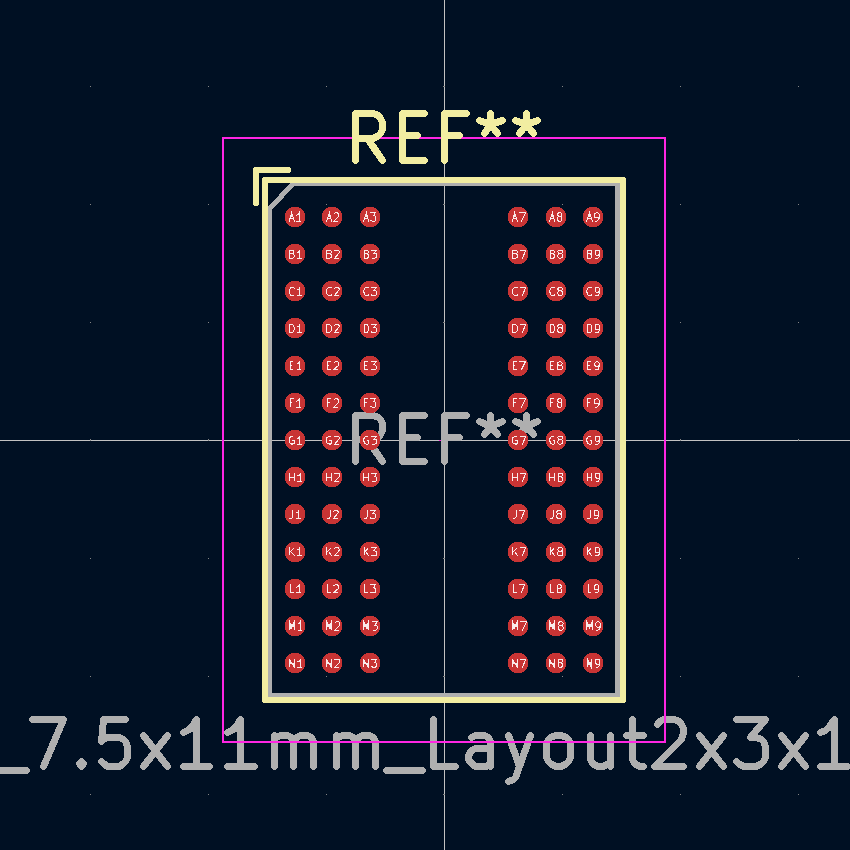 REF**
A1 A2 A3 A7 A8 A9
B1 B2 B3 B7 B8 B9
C1 C2 C3 C7 C8 C9
D1 D2 D3 D7 D8 D9
E1 E2 E3 E7 E8 E9
F1 F2 F3 F7 F8 F9
REF**
G1 G2 G3 G7 G8 G9
H1 H2 H3 H7 H8 H9
J1 J2 J3 J7 J8 J9
K1 K2 K3 K7 K8 K9
L1 L2 L3 L7 L8 L9
M1 M2 M3 M7 M8 M9
N1 N2 N3 N7 N8 N9
_7.5x11mm_Layout2x3x1